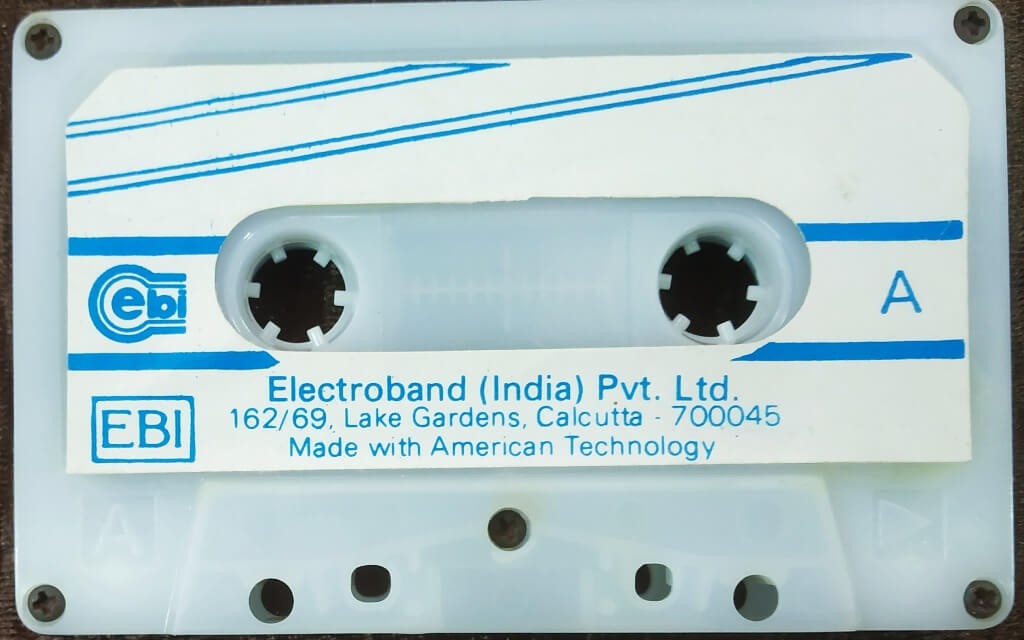 ebi
A
EBI
Electroband (India) Pvt. Ltd.
162/69, Lake Gardens, Calcutta - 700045
Made with American Technology
A